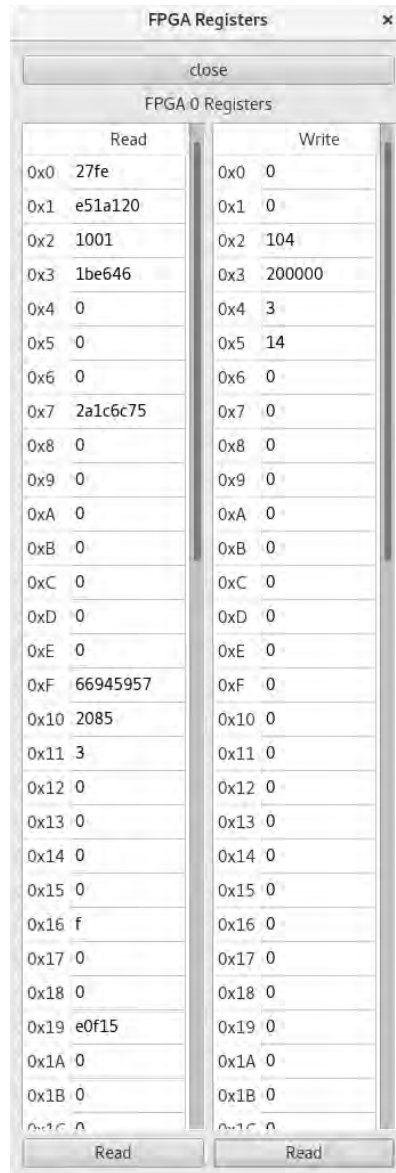 FPGA Registers ×
close
FPGA 0 Registers
Read Write
0x0 27fe 0x0 0
0x1 e51a120 0x1 0
0x2 1001 0x2 104
0x3 1be646 0x3 200000
0x4 0 0x4 3
0x5 0 0x5 14
0x6 0 0x6 0
0x7 2a1c6c75 0x7 0
0x8 0 0x8 0
0x9 0 0x9 0
0xA 0 0xA 0
0xB 0 0xB 0
0xC 0 0xC 0
0xD 0 0xD 0
0xE 0 0xE 0
0xF 66945957 0xF 0
0x10 2085 0x10 0
0x11 3 0x11 0
0x12 0 0x12 0
0x13 0 0x13 0
0x14 0 0x14 0
0x15 0 0x15 0
0x16 f 0x16 0
0x17 0 0x17 0
0x18 0 0x18 0
0x19 e0f15 0x19 0
0x1A 0 0x1A 0
0x1B 0 0x1B 0
0x1C 0 0x1C 0
Read Read